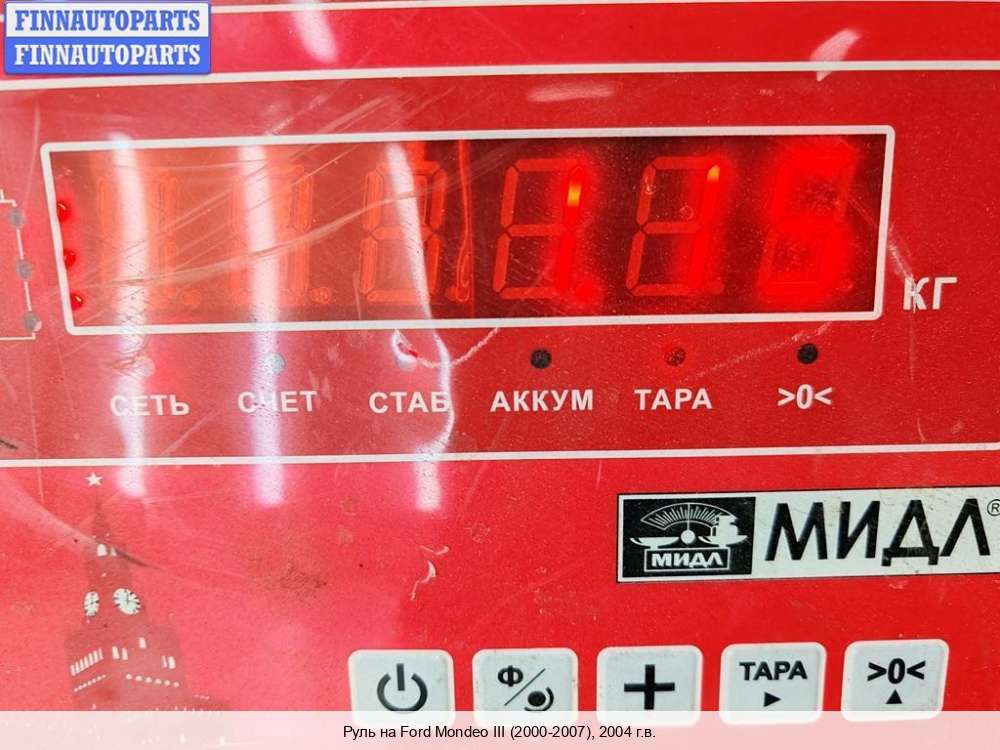 FINNAUTOPARTS
FINNAUTOPARTS
КГ
СЕТЬ СЧЕТ СТАБ АККУМ ТАРА >0<
МИДЛ МИДЛ®
Ф + ТАРА >0<
Руль на Ford Mondeo III (2000-2007), 2004 г.в.